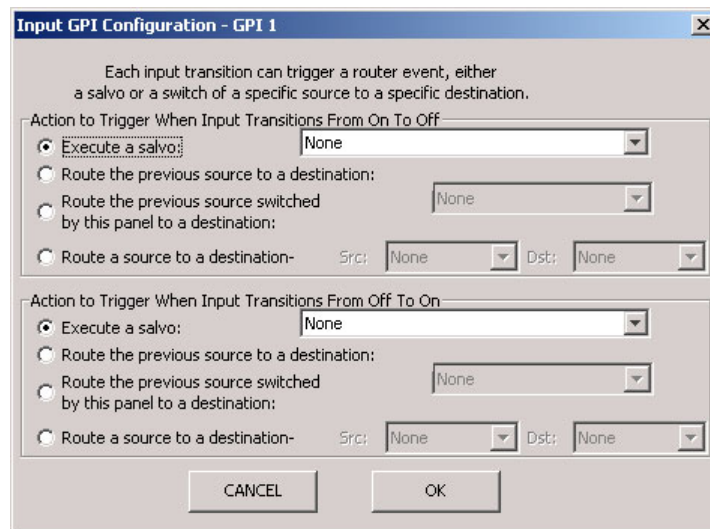 Input GPI Configuration - GPI 1
Each input transition can trigger a router event, either
a salvo or a switch of a specific source to a specific destination.
Action to Trigger When Input Transitions From On To Off
Execute a salvo: None
Route the previous source to a destination:
Route the previous source switched None
by this panel to a destination:
Route a source to a destination- Src: None Dst: None
Action to Trigger When Input Transitions From Off To On
Execute a salvo: None
Route the previous source to a destination:
Route the previous source switched None
by this panel to a destination:
Route a source to a destination- Src: None Dst: None
CANCEL OK